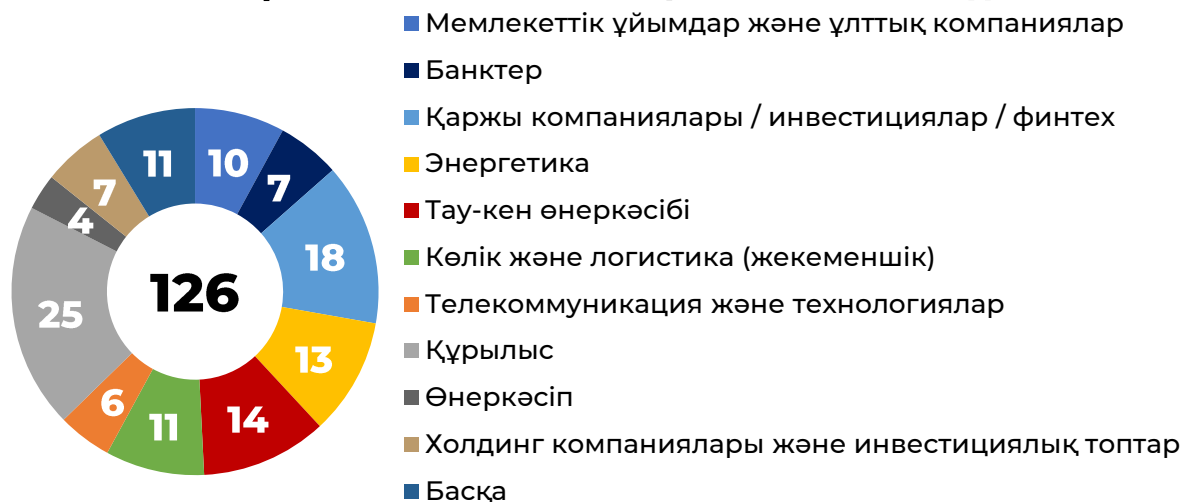 Мемлекеттік ұйымдар және ұлттық компаниялар
Банктер
Қаржы компаниялары / инвестициялар / финтех
Энергетика
Тау-кен өнеркәсібі
Көлік және логистика (жекеменшік)
Телекоммуникация және технологиялар
Құрылыс
Өнеркәсіп
Холдинг компаниялары және инвестициялық топтар
Басқа
10
7
18
13
14
11
6
25
4
7
11
126